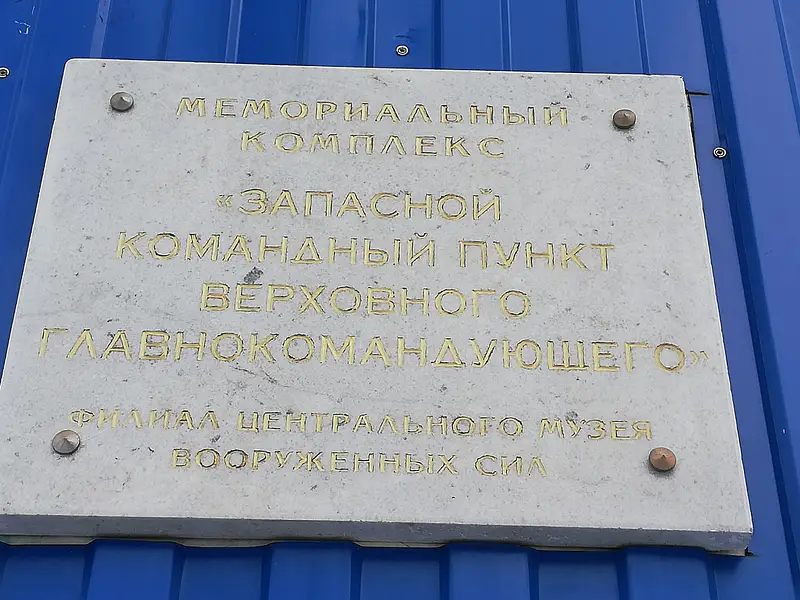 МЕМОРИАЛЬНЫЙ
КОМПЛЕКС
«ЗАПАСНОЙ
КОМАНДНЫЙ ПУНКТ
ВЕРХОВНОГО
ГЛАВНОКОМАНДУЮЩЕГО»
ФИЛИАЛ ЦЕНТРАЛЬНОГО МУЗЕЯ
ВООРУЖЕННЫХ СИЛ